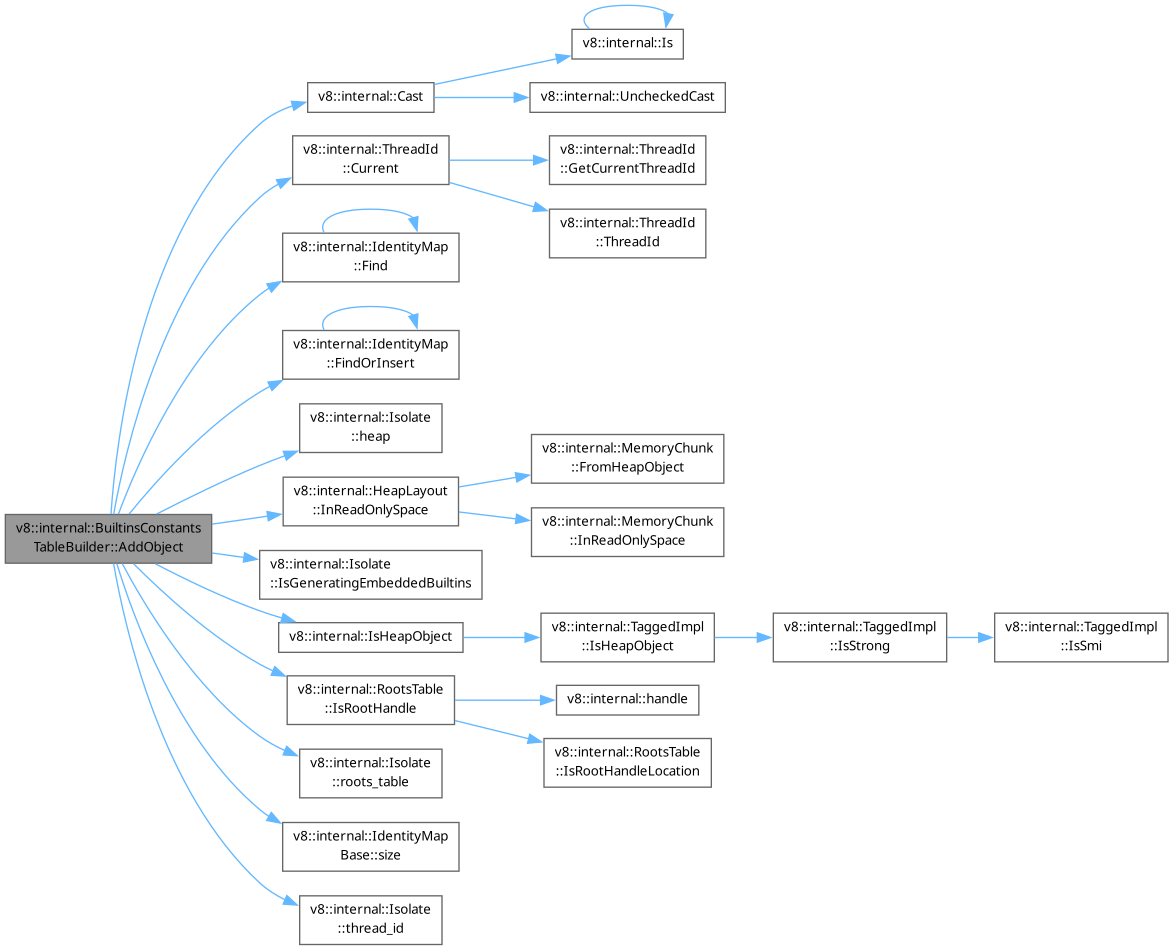 v8::internal::Is
v8::internal::Cast
v8::internal::UncheckedCast
v8::internal::ThreadId
::Current
v8::internal::ThreadId
::GetCurrentThreadId
v8::internal::ThreadId
::ThreadId
v8::internal::IdentityMap
::Find
v8::internal::IdentityMap
::FindOrInsert
v8::internal::Isolate
::heap
v8::internal::MemoryChunk
::FromHeapObject
v8::internal::HeapLayout
::InReadOnlySpace
v8::internal::MemoryChunk
::InReadOnlySpace
v8::internal::BuiltinsConstants
TableBuilder::AddObject
v8::internal::Isolate
::IsGeneratingEmbeddedBuiltins
v8::internal::IsHeapObject
v8::internal::TaggedImpl
::IsHeapObject
v8::internal::TaggedImpl
::IsStrong
v8::internal::TaggedImpl
::IsSmi
v8::internal::RootsTable
::IsRootHandle
v8::internal::handle
v8::internal::RootsTable
::IsRootHandleLocation
v8::internal::Isolate
::roots_table
v8::internal::IdentityMap
Base::size
v8::internal::Isolate
::thread_id